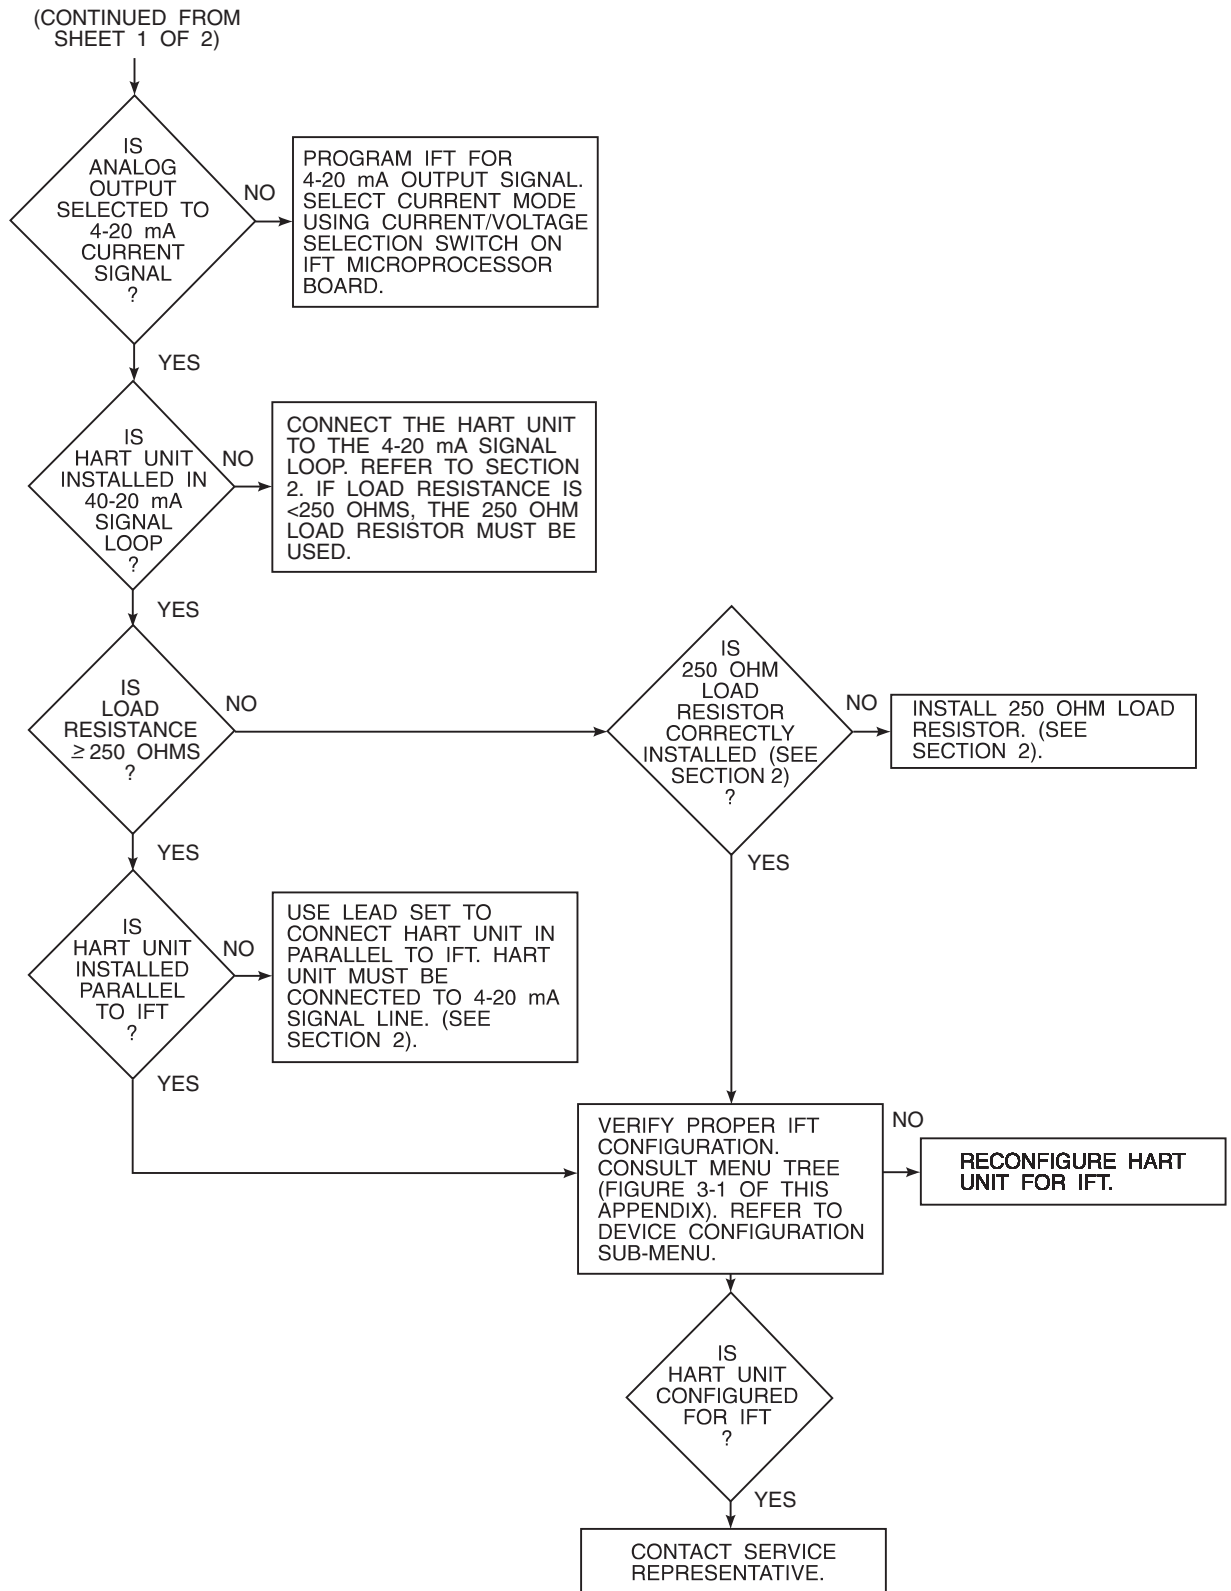 (CONTINUED FROM
SHEET 1 OF 2)
IS
ANALOG
OUTPUT
SELECTED TO
4-20 mA
CURRENT
SIGNAL
?
NO
PROGRAM IFT FOR
4-20 mA OUTPUT SIGNAL.
SELECT CURRENT MODE
USING CURRENT/VOLTAGE
SELECTION SWITCH ON
IFT MICROPROCESSOR
BOARD.
YES
IS
HART UNIT
INSTALLED IN
40-20 mA
SIGNAL
LOOP
?
NO
CONNECT THE HART UNIT
TO THE 4-20 mA SIGNAL
LOOP. REFER TO SECTION
2. IF LOAD RESISTANCE IS
<250 OHMS, THE 250 OHM
LOAD RESISTOR MUST BE
USED.
YES
IS
LOAD
RESISTANCE
≥ 250 OHMS
?
NO
IS
250 OHM
LOAD
RESISTOR
CORRECTLY
INSTALLED (SEE
SECTION 2)
?
NO
INSTALL 250 OHM LOAD
RESISTOR. (SEE
SECTION 2).
YES
YES
IS
HART UNIT
INSTALLED
PARALLEL
TO IFT
?
NO
USE LEAD SET TO
CONNECT HART UNIT IN
PARALLEL TO IFT. HART
UNIT MUST BE
CONNECTED TO 4-20 mA
SIGNAL LINE. (SEE
SECTION 2).
YES
VERIFY PROPER IFT
CONFIGURATION.
CONSULT MENU TREE
(FIGURE 3-1 OF THIS
APPENDIX). REFER TO
DEVICE CONFIGURATION
SUB-MENU.
NO
RECONFIGURE HART
UNIT FOR IFT.
IS
HART UNIT
CONFIGURED
FOR IFT
?
YES
CONTACT SERVICE
REPRESENTATIVE.